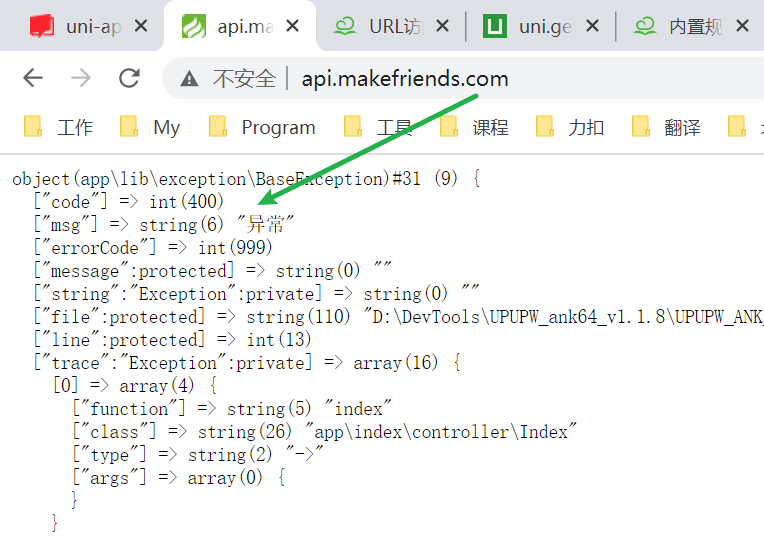 uni-ap
api.ma
URL访
uni.ge
内置规
不安全
api.makefriends.com
工作
My
Program
工具
课程
力扣
翻译
object(app\lib\exception\BaseException)#31 (9) {
["code"] => int(400)
["msg"] => string(6) "异常"
["errorCode"] => int(999)
["message":protected] => string(0) ""
["string":"Exception":private] => string(0) ""
["file":protected] => string(110) "D:\DevTools\UPUPW_ank64_v1.1.8\UPUPW_ANK_
["line":protected] => int(13)
["trace":"Exception":private] => array(16) {
[0] => array(4) {
["function"] => string(5) "index"
["class"] => string(26) "app\index\controller\Index"
["type"] => string(2) "->"
["args"] => array(0) {
}
}